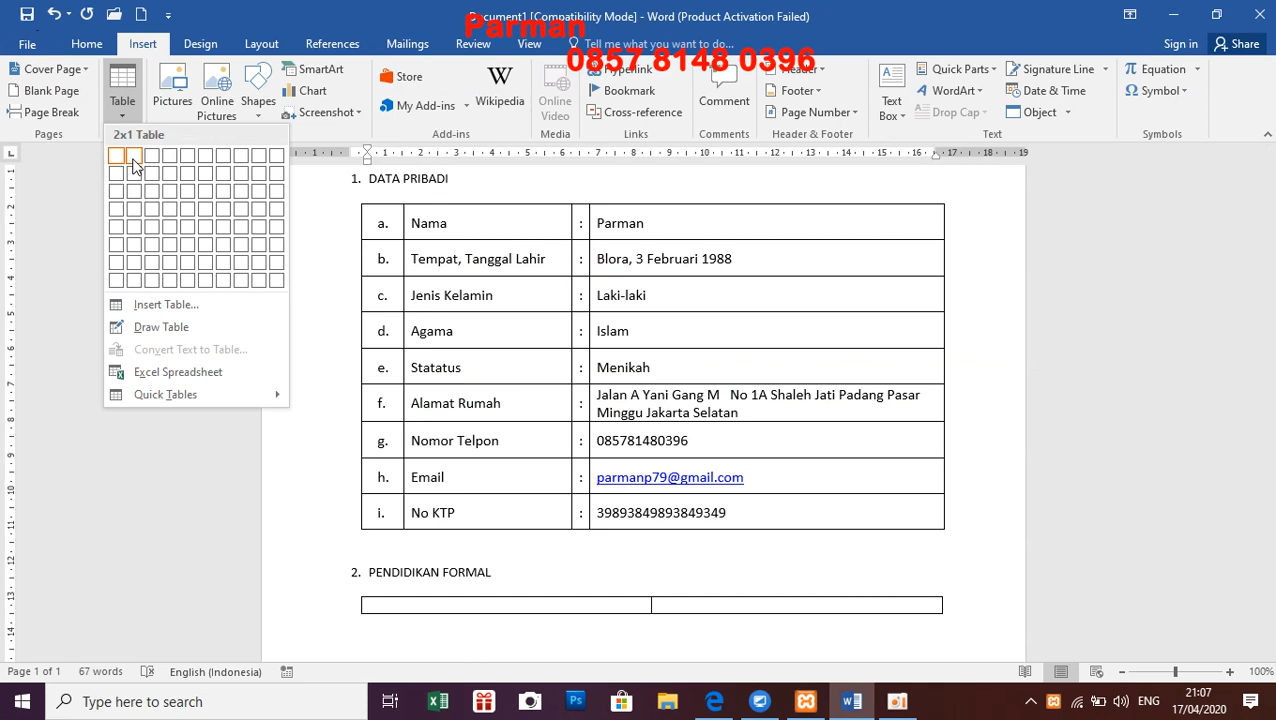 Document1 [Compatibility Mode] - Word (Product Activation Failed)
Parman
0857 8148 0396
File Home Insert Design Layout References Mailings Review View Tell me what you want to do... Sign in Share
Cover Page
Blank Page
Page Break
Pages
Table
Pictures
Online Pictures
Shapes
SmartArt
Chart
Screenshot
Store
My Add-ins
Wikipedia
Add-ins
Online Video
Media
Hyperlink
Bookmark
Cross-reference
Links
Comment
Comments
Header
Footer
Page Number
Header & Footer
Text Box
Quick Parts
WordArt
Drop Cap
Signature Line
Date & Time
Object
Text
Equation
Symbol
Symbols
2x1 Table
Insert Table...
Draw Table
Convert Text to Table...
Excel Spreadsheet
Quick Tables
1. DATA PRIBADI
a. Nama : Parman
b. Tempat, Tanggal Lahir : Blora, 3 Februari 1988
c. Jenis Kelamin : Laki-laki
d. Agama : Islam
e. Statatus : Menikah
f. Alamat Rumah : Jalan A Yani Gang M No 1A Shaleh Jati Padang Pasar
Minggu Jakarta Selatan
g. Nomor Telpon : 085781480396
h. Email : parmanp79@gmail.com
i. No KTP : 39893849893849349
2. PENDIDIKAN FORMAL
Page 1 of 1 67 words English (Indonesia) 100%
Type here to search
ENG
21:07
17/04/2020